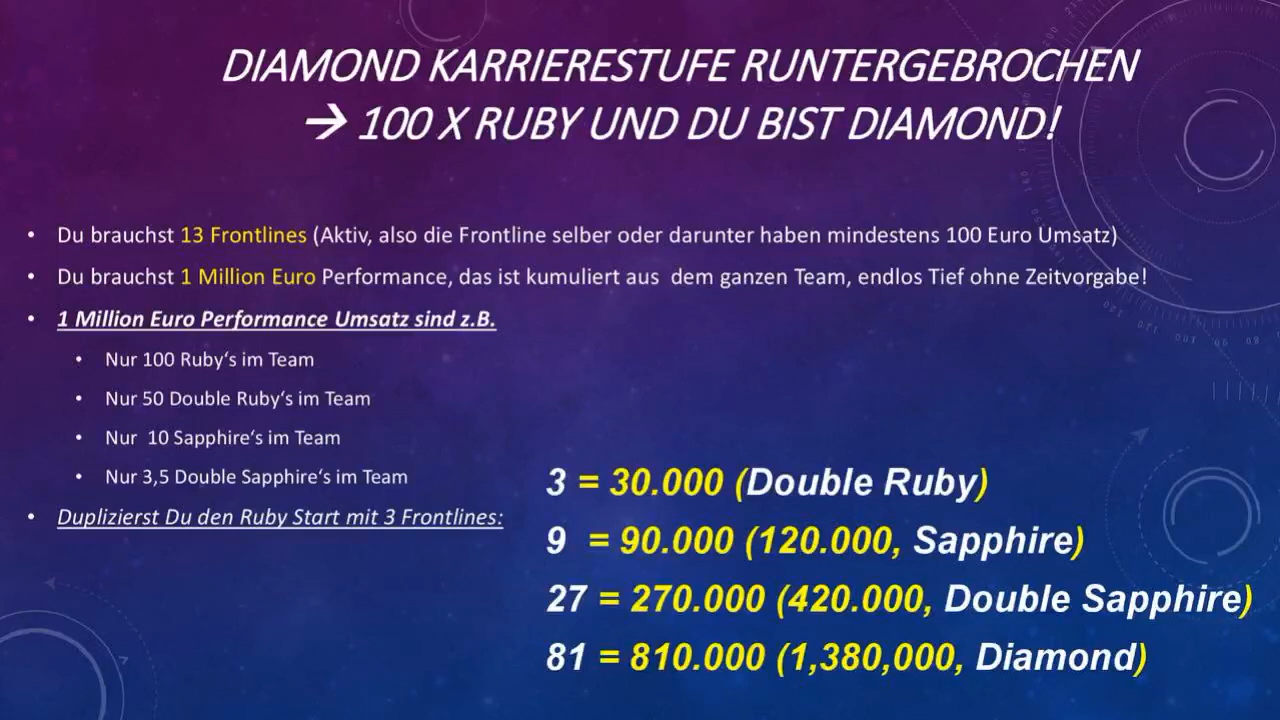 DIAMOND KARRIERESTUFE RUNTERGEBROCHEN
→ 100 X RUBY UND DU BIST DIAMOND!
• Du brauchst 13 Frontlines (Aktiv, also die Frontline selber oder darunter haben mindestens 100 Euro Umsatz)
• Du brauchst 1 Million Euro Performance, das ist kumuliert aus dem ganzen Team, endlos Tief ohne Zeitvorgabe!
• 1 Million Euro Performance Umsatz sind z.B.
• Nur 100 Ruby‘s im Team
• Nur 50 Double Ruby‘s im Team
• Nur 10 Sapphire‘s im Team
• Nur 3,5 Double Sapphire‘s im Team
• Duplizierst Du den Ruby Start mit 3 Frontlines:
3 = 30.000 (Double Ruby)
9 = 90.000 (120.000, Sapphire)
27 = 270.000 (420.000, Double Sapphire)
81 = 810.000 (1,380,000, Diamond)